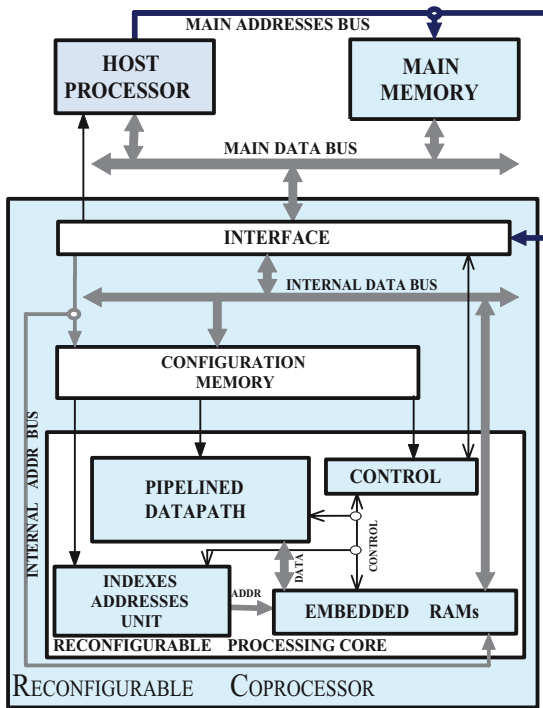 MAIN ADDRESSES BUS
HOST
PROCESSOR
MAIN
MEMORY
MAIN DATA BUS
INTERFACE
INTERNAL DATA BUS
CONFIGURATION
MEMORY
INTERNAL ADDR BUS
PIPELINED
DATAPATH
CONTROL
DATA
CONTROL
INDEXES
ADDRESSES
UNIT
ADDR
EMBEDDED RAMs
RECONFIGURABLE PROCESSING CORE
RECONFIGURABLE COPROCESSOR